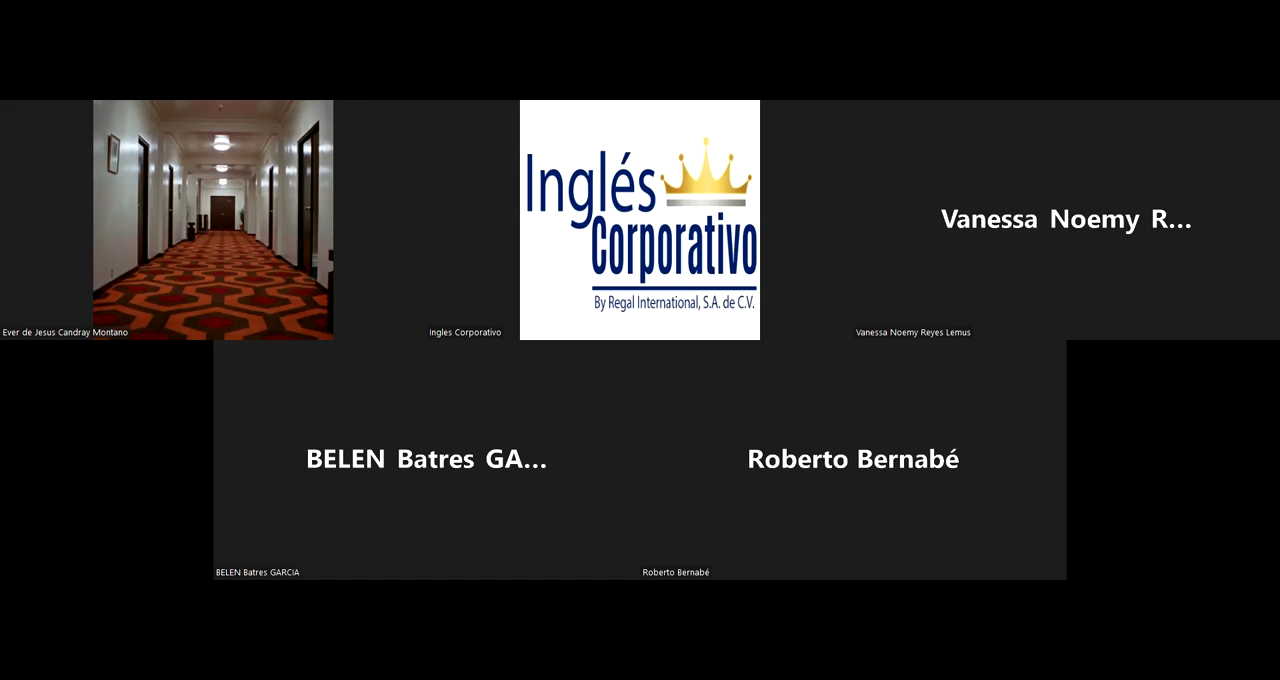 Inglés
Corporativo
By Regal International, S.A. de C.V.
Vanessa Noemy R...
Ever de Jesus Candray Montano
Ingles Corporativo
Vanessa Noemy Reyes Lemus
BELEN Batres GA...
Roberto Bernabé
BELEN Batres GARCIA
Roberto Bernabé